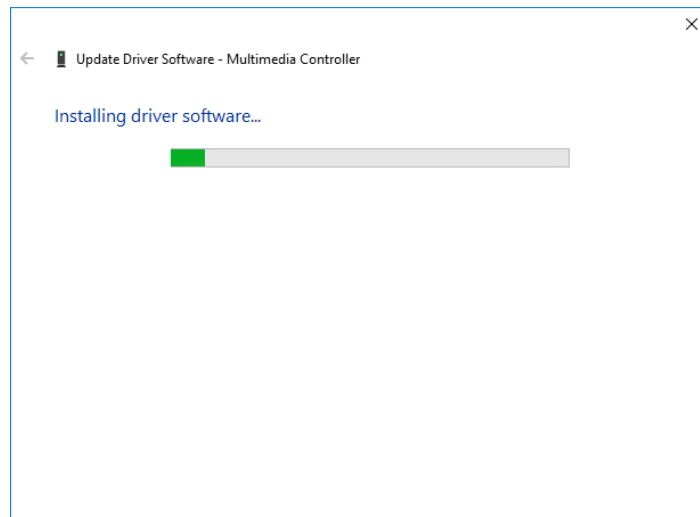 Update Driver Software - Multimedia Controller
Installing driver software...